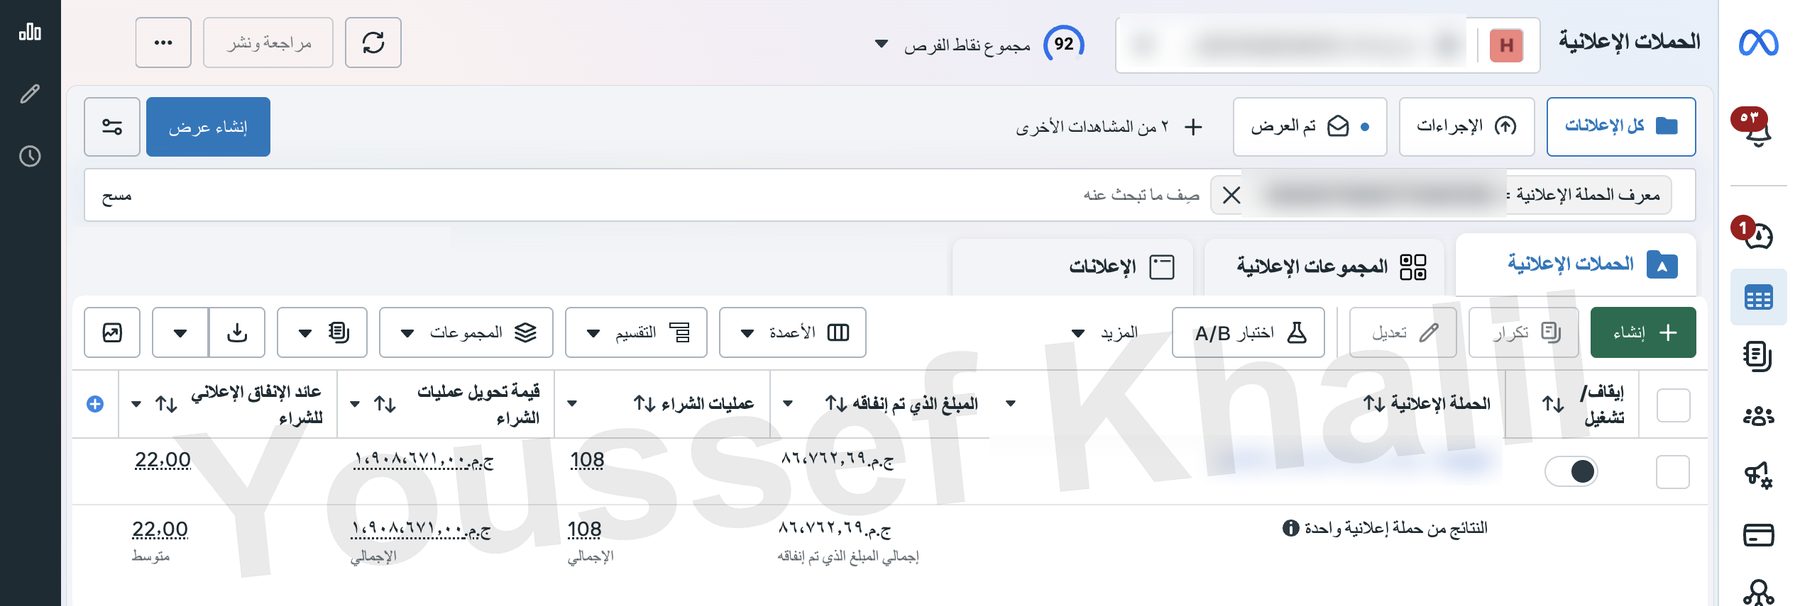 الحملات الإعلانية
H
92
مجموع نقاط الفرص
مراجعة ونشر
٥٣
1
كل الإعلانات
الإجراءات
تم العرض
+ ٢ من المشاهدات الأخرى
إنشاء عرض
معرف الحملة الإعلانية =
صِف ما تبحث عنه
مسح
الحملات الإعلانية
المجموعات الإعلانية
الإعلانات
+ إنشاء
تكرار
تعديل
اختبار A/B
المزيد
الأعمدة
التقسيم
المجموعات
إيقاف/
تشغيل
الحملة الإعلانية
المبلغ الذي تم إنفاقه
عمليات الشراء
قيمة تحويل عمليات
الشراء
عائد الإنفاق الإعلاني
للشراء
ج.م.٨٦،٧٦٢,٦٩
108
ج.م.١،٩٠٨،٦٧١,٠٠
22,00
النتائج من حملة إعلانية واحدة
ج.م.٨٦،٧٦٢,٦٩
إجمالي المبلغ الذي تم إنفاقه
108
الإجمالي
ج.م.١،٩٠٨،٦٧١,٠٠
الإجمالي
22,00
متوسط
Youssef Khalil